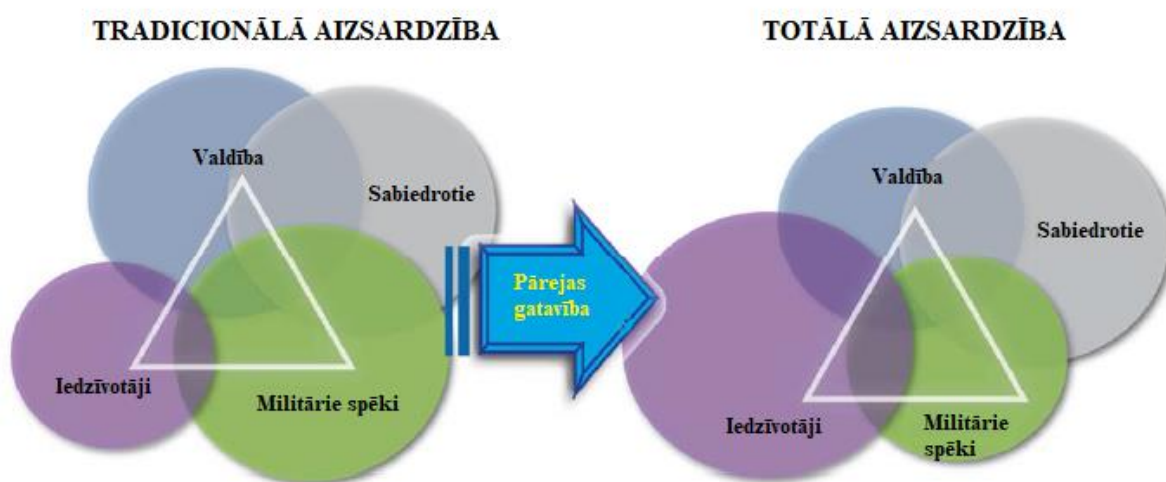 TRADICIONĀLĀ AIZSARDZĪBA
Valdība
Sabiedrotie
Iedzīvotāji
Militārie spēki
Pārejas
gatavība
TOTĀLĀ AIZSARDZĪBA
Valdība
Sabiedrotie
Iedzīvotāji
Militārie
spēki